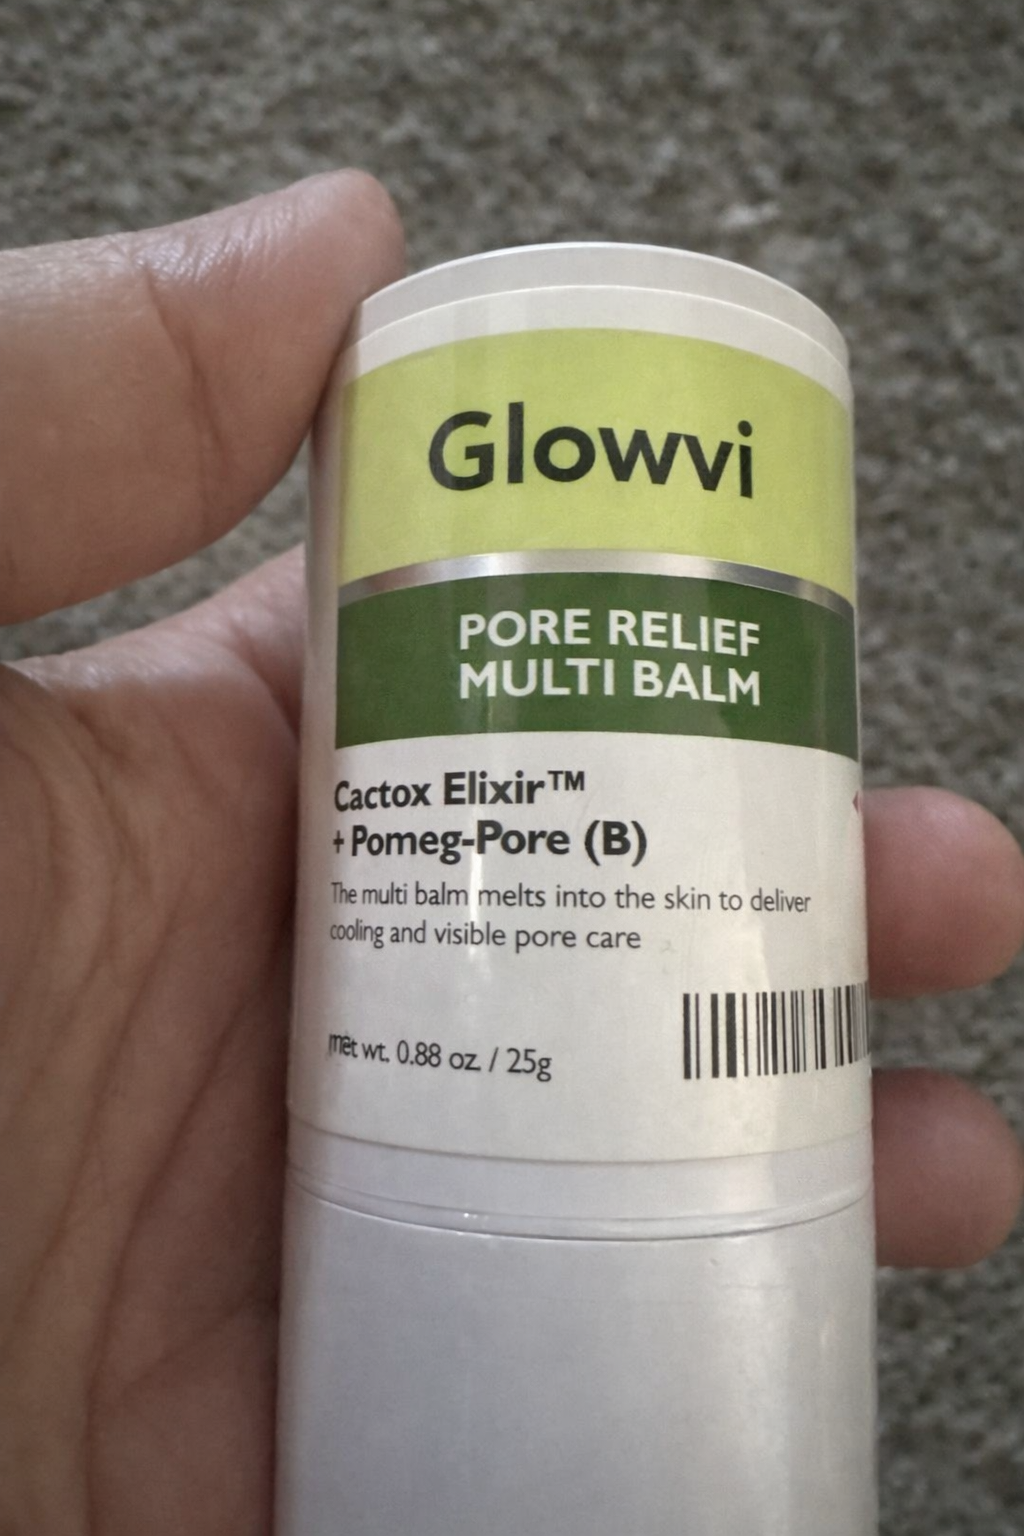 Glowvi
PORE RELIEF
MULTI BALM
Cactox Elixir™
+ Pomeg-Pore (B)
The multi balm melts into the skin to deliver
cooling and visible pore care
wt. 0.88 oz. / 25g